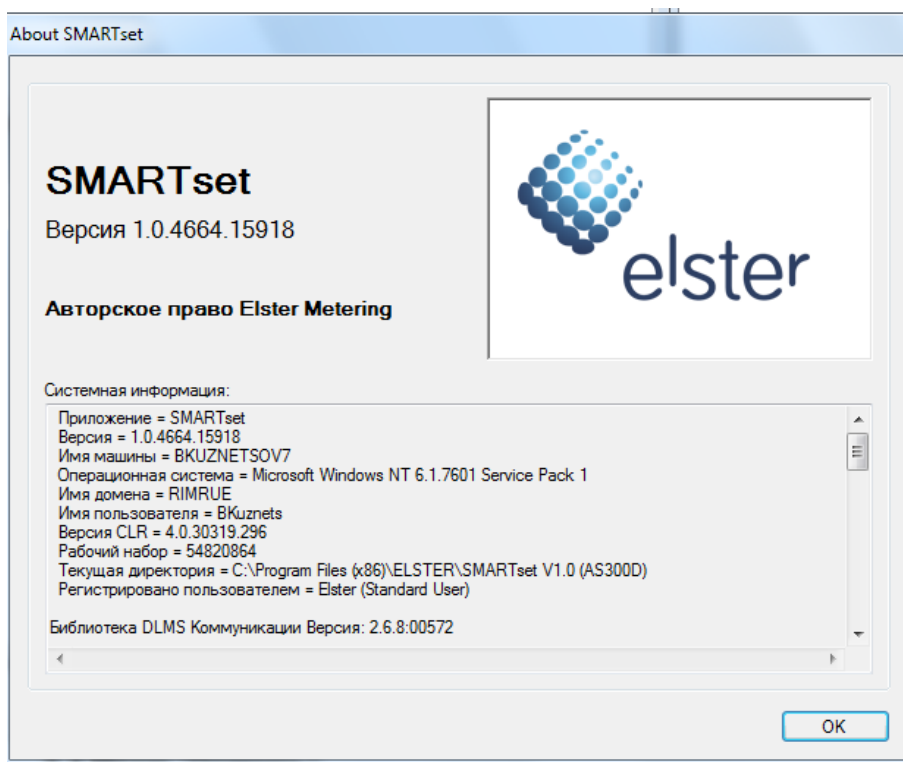 About SMARTset
SMARTset
Версия 1.0.4664.15918
Авторское право Elster Metering
elster
Системная информация:
Приложение = SMARTset
Версия = 1.0.4664.15918
Имя машины = BKUZNETSOV7
Операционная система = Microsoft Windows NT 6.1.7601 Service Pack 1
Имя домена = RIMRUE
Имя пользователя = BKuznets
Версия CLR = 4.0.30319.296
Рабочий набор = 54820864
Текущая директория = C:\Program Files (x86)\ELSTER\SMARTset V1.0 (AS300D)
Регистрировано пользователем = Elster (Standard User)
Библиотека DLMS Коммуникации Версия: 2.6.8:00572
OK